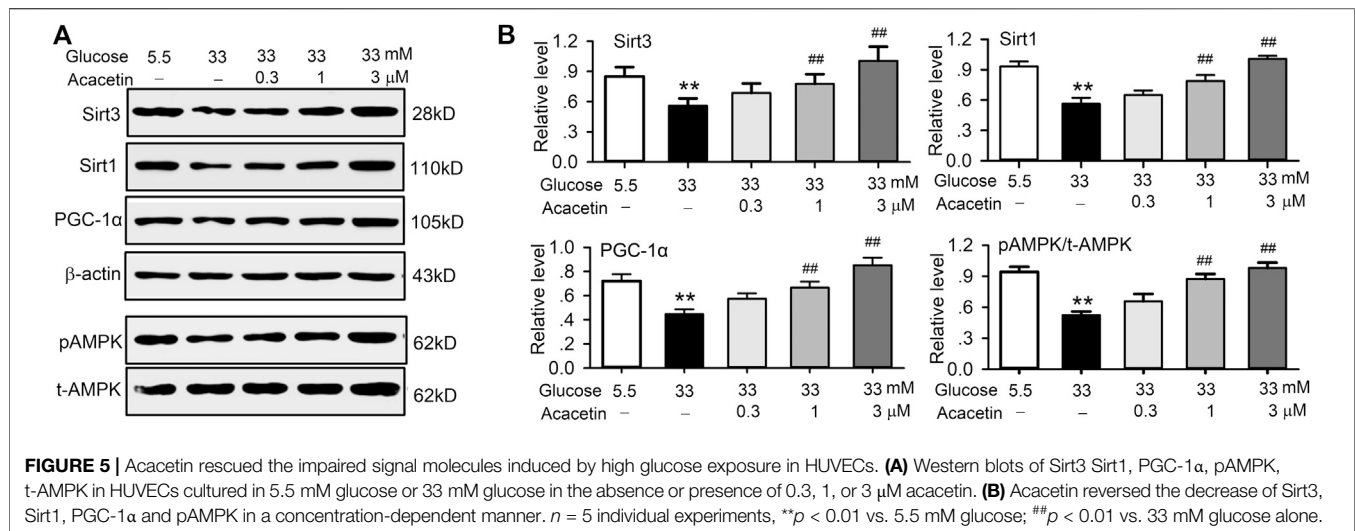 A
Glucose 5.5 33 33 33 33 mM
Acacetin – – 0.3 1 3 μM
Sirt3 28kD
Sirt1 110kD
PGC-1α 105kD
β-actin 43kD
pAMPK 62kD
t-AMPK 62kD
B
Sirt3
Relative level
1.2
.9
.6
.3
0.0
**
##
##
Glucose 5.5 33 33 33 33 mM
Acacetin – – 0.3 1 3 μM
Sirt1
Relative level
1.2
.9
.6
.3
0.0
**
##
##
Glucose 5.5 33 33 33 33 mM
Acacetin – – 0.3 1 3 μM
PGC-1α
Relative level
1.0
.8
.6
.4
.2
0.0
**
##
##
Glucose 5.5 33 33 33 33 mM
Acacetin – – 0.3 1 3 μM
pAMPK/t-AMPK
Relative level
1.2
.9
.6
.3
0.0
**
##
##
Glucose 5.5 33 33 33 33 mM
Acacetin – – 0.3 1 3 μM
FIGURE 5 | Acacetin rescued the impaired signal molecules induced by high glucose exposure in HUVECs. (A) Western blots of Sirt3 Sirt1, PGC-1α, pAMPK,
t-AMPK in HUVECs cultured in 5.5 mM glucose or 33 mM glucose in the absence or presence of 0.3, 1, or 3 μM acacetin. (B) Acacetin reversed the decrease of Sirt3,
Sirt1, PGC-1α and pAMPK in a concentration-dependent manner. n = 5 individual experiments, **p < 0.01 vs. 5.5 mM glucose; ##p < 0.01 vs. 33 mM glucose alone.